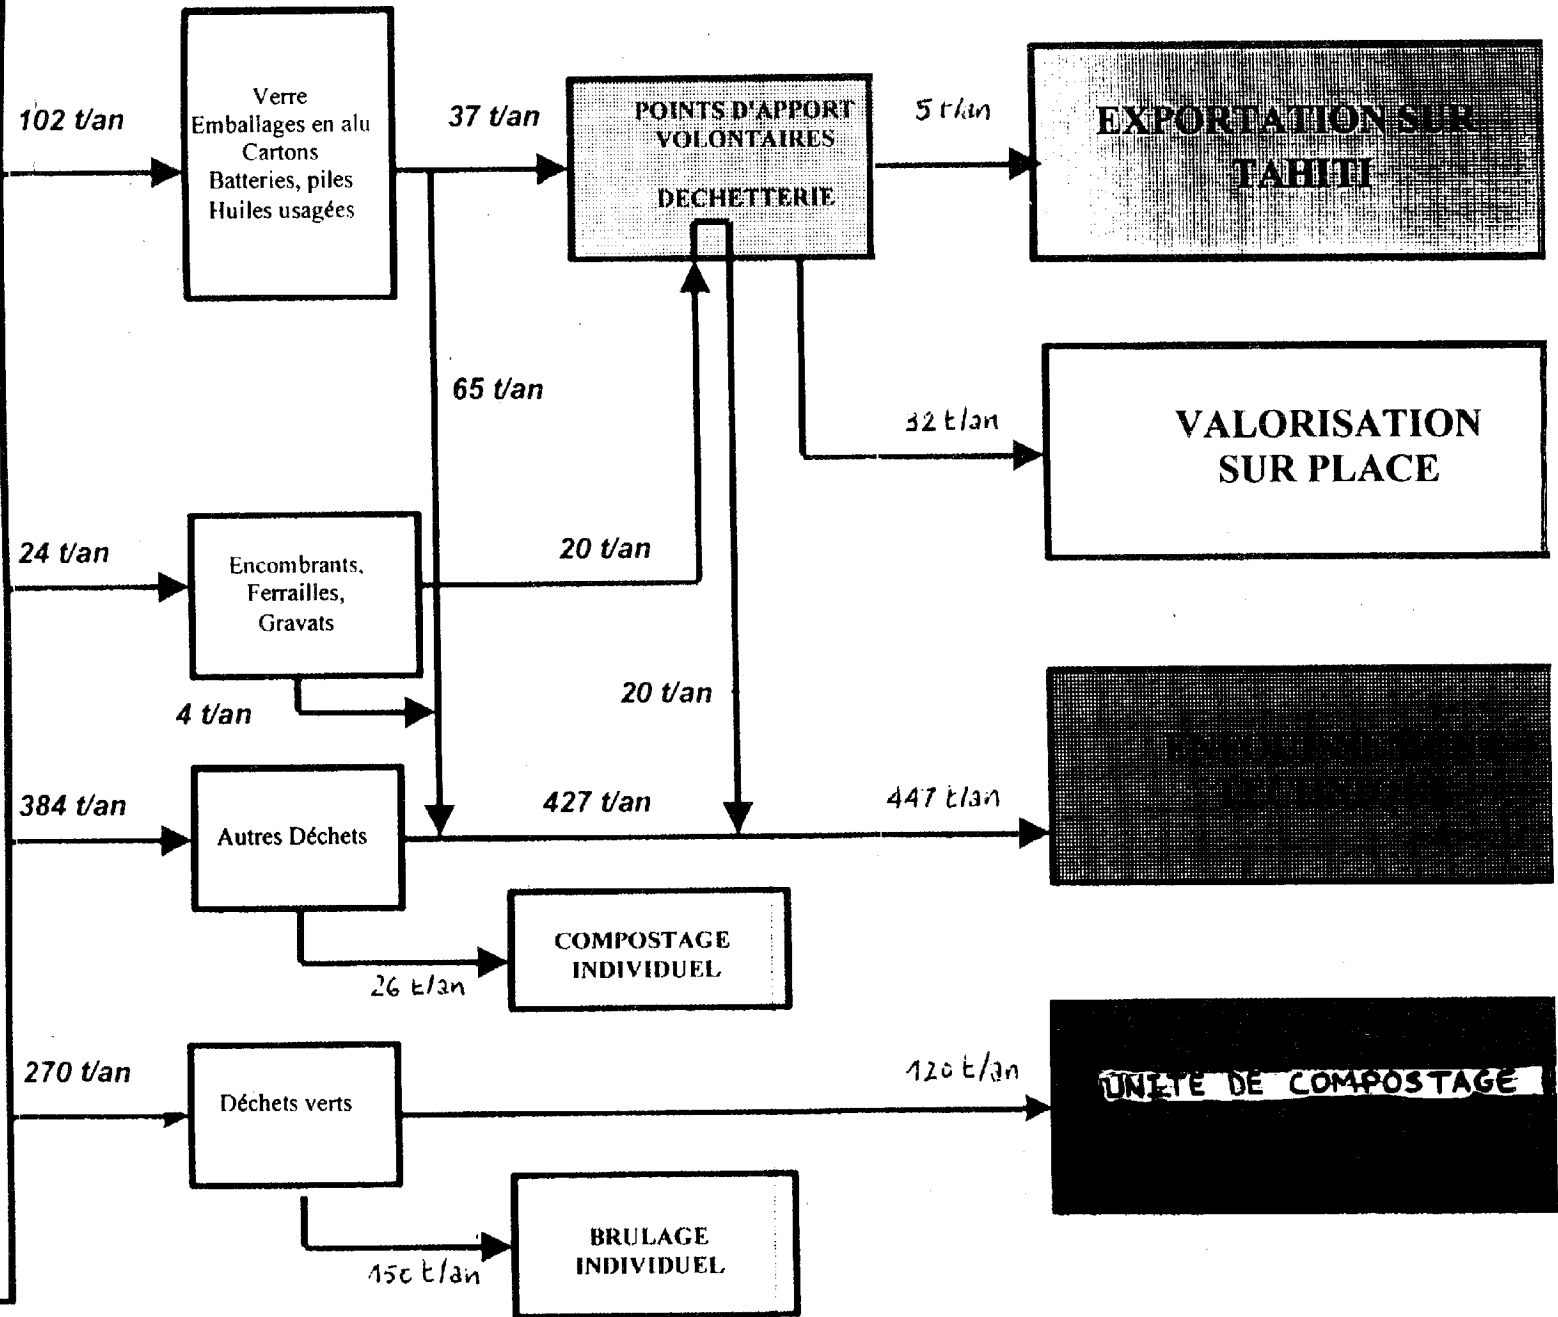 102 t/an
Verre
Emballages en alu
Cartons
Batteries, piles
Huiles usagées
37 t/an
POINTS D'APPORT
VOLONTAIRES
DECHETTERIE
5 t/an
EXPORTATION SUR
TAHITI
65 t/an
32 t/an
VALORISATION
SUR PLACE
24 t/an
Encombrants,
Ferrailles,
Gravats
20 t/an
4 t/an
20 t/an
384 t/an
Autres Déchets
427 t/an
447 t/an
COMPOSTAGE
INDIVIDUEL
26 t/an
270 t/an
Déchets verts
120 t/an
UNITE DE COMPOSTAGE
BRULAGE
INDIVIDUEL
150 t/an